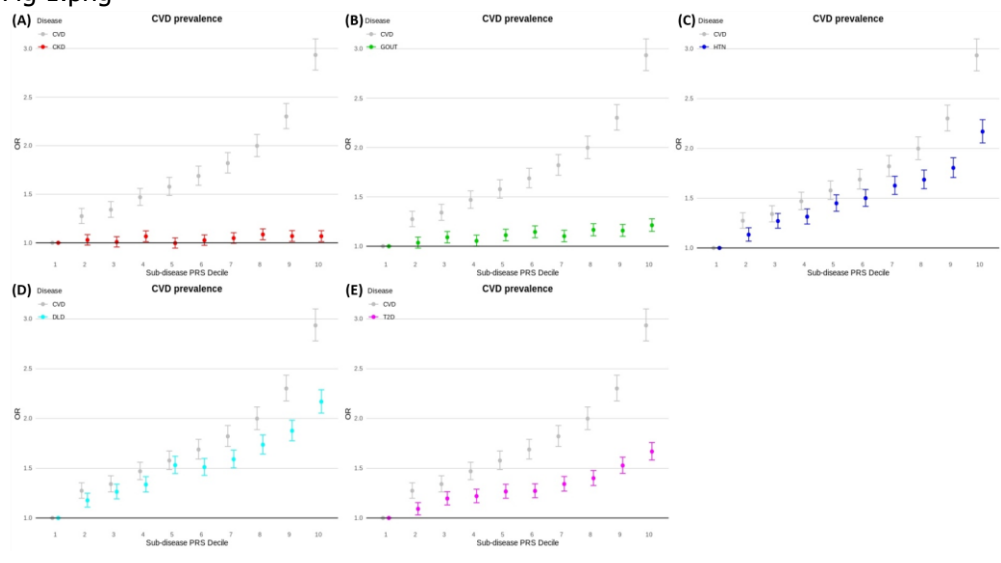 (A) Disease CVD prevalence
CVD
CKD
3.0
2.5
2.0
1.5
1.0
OR
1 2 3 4 5 6 7 8 9 10
Sub-disease PRS Decile
(B) Disease CVD prevalence
CVD
GOUT
3.0
2.5
2.0
1.5
1.0
OR
1 2 3 4 5 6 7 8 9 10
Sub-disease PRS Decile
(C) Disease CVD prevalence
CVD
HTN
3.0
2.5
2.0
1.5
1.0
OR
1 2 3 4 5 6 7 8 9 10
Sub-disease PRS Decile
(D) Disease CVD prevalence
CVD
DLD
3.0
2.5
2.0
1.5
1.0
OR
1 2 3 4 5 6 7 8 9 10
Sub-disease PRS Decile
(E) Disease CVD prevalence
CVD
T2D
3.0
2.5
2.0
1.5
1.0
OR
1 2 3 4 5 6 7 8 9 10
Sub-disease PRS Decile